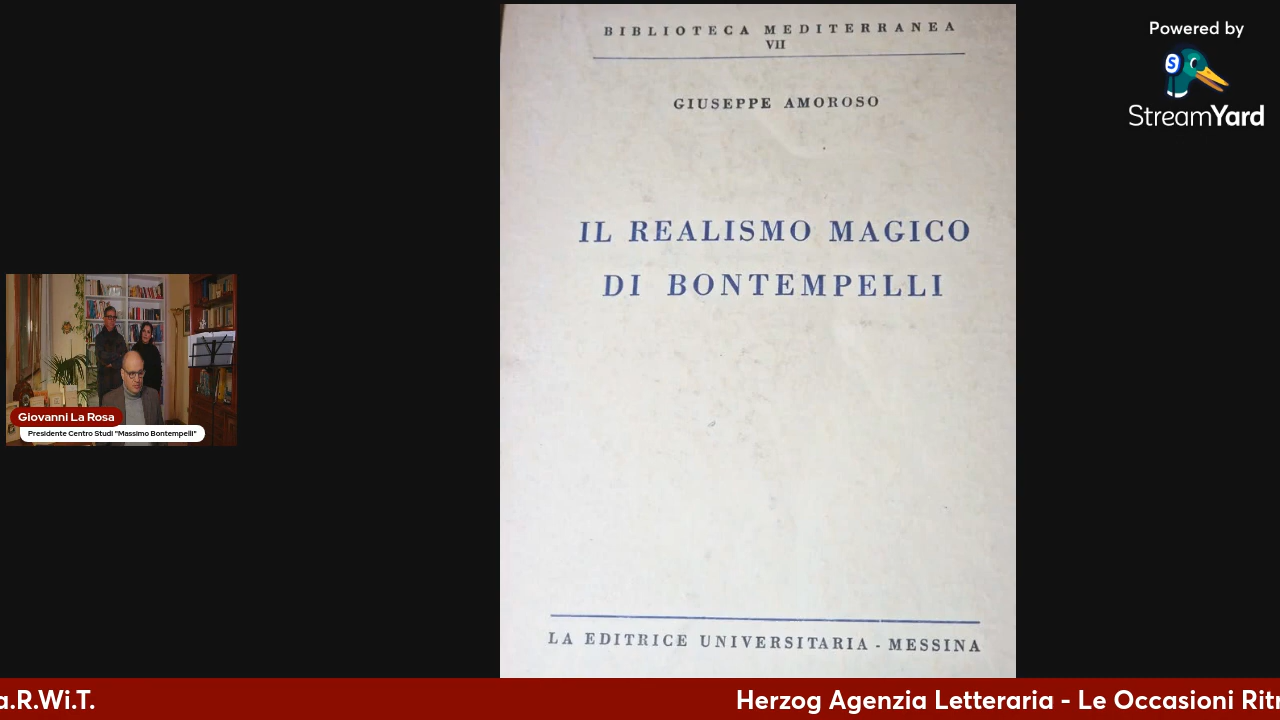 BIBLIOTECA MEDITERRANEA
VII
GIUSEPPE AMOROSO
IL REALISMO MAGICO
DI BONTEMPELLI
LA EDITRICE UNIVERSITARIA - MESSINA
Powered by
StreamYard
Giovanni La Rosa
Presidente Centro Studi "Massimo Bontempelli"
a.R.Wi.T.
Herzog Agenzia Letteraria - Le Occasioni Ritr